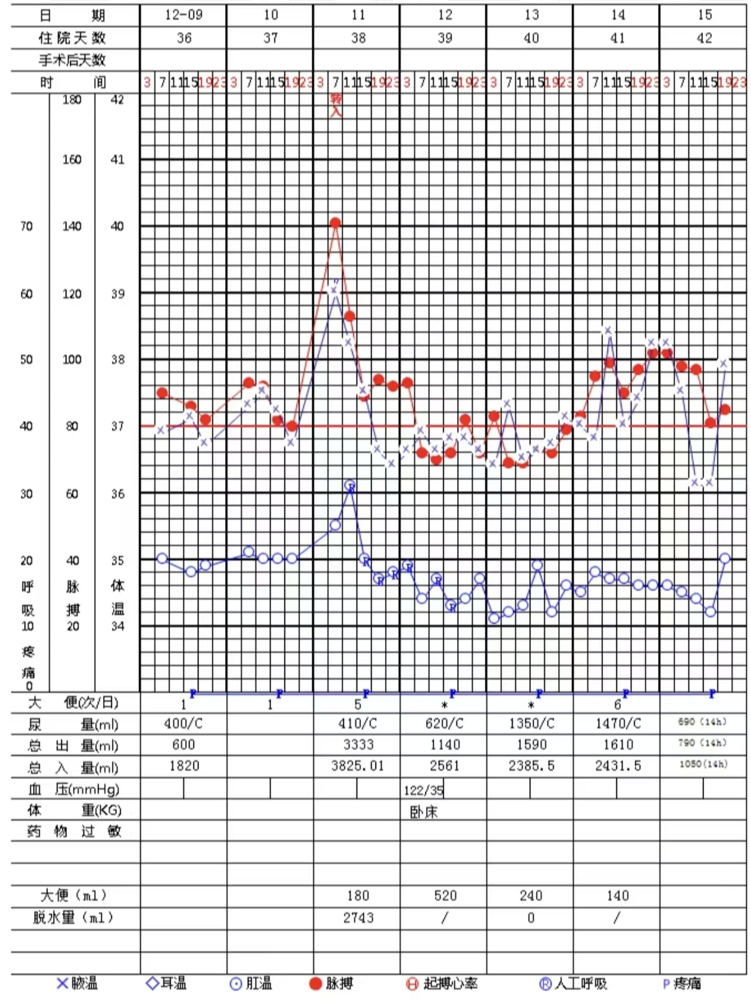 日 期 12-09 10 11 12 13 14 15
住院天数 36 37 38 39 40 41 42
手术后天数
时 间 3 7 11 15 19 23 3 7 11 15 19 23 3 7 11 15 19 23 3 7 11 15 19 23 3 7 11 15 19 23 3 7 11 15 19 23 3 7 11 15 19 23
180 42 转
入
160 41
70 140 40
60 120 39
50 100 38
40 80 37
30 60 36
20 40 35
呼 脉 体
吸 搏 温
10 20 34
疼
痛
0
P P P P P P P
大 便(次/日) 1 1 5 * * 6
尿 量(ml) 400/C 410/C 620/C 1350/C 1470/C 690 (14h)
总 出 量(ml) 600 3333 1140 1590 1610 790 (14h)
总 入 量(ml) 1820 3825.01 2561 2385.5 2431.5 1050(14h)
血 压(mmHg) 122/35
体 重(KG) 卧床
药 物 过 敏
大便（ml） 180 520 240 140
脱水量（ml） 2743 / 0 /
腋温 耳温 肛温 脉搏 H 起搏心率 R 人工呼吸 P 疼痛